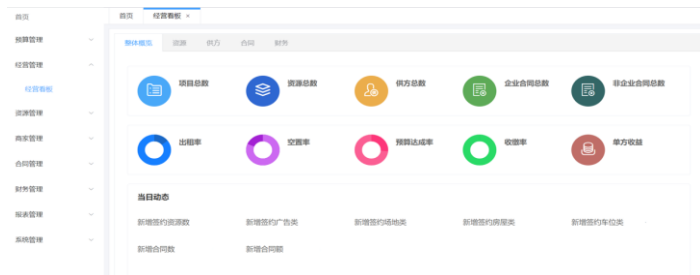 首页
预算管理
经营管理
经营看板
资源管理
商家管理
合同管理
财务管理
报表管理
系统管理
首页 经营看板 ×
整体概览 资源 供方 合同 财务
项目总数 资源总数 供方总数 企业合同总数 非企业合同总数
出租率 空置率 预算达成率 收缴率 单方收益
当日动态
新增签约资源数 新增签约广告类 新增签约场地类 新增签约房屋类 新增签约车位类
新增合同数 新增合同额